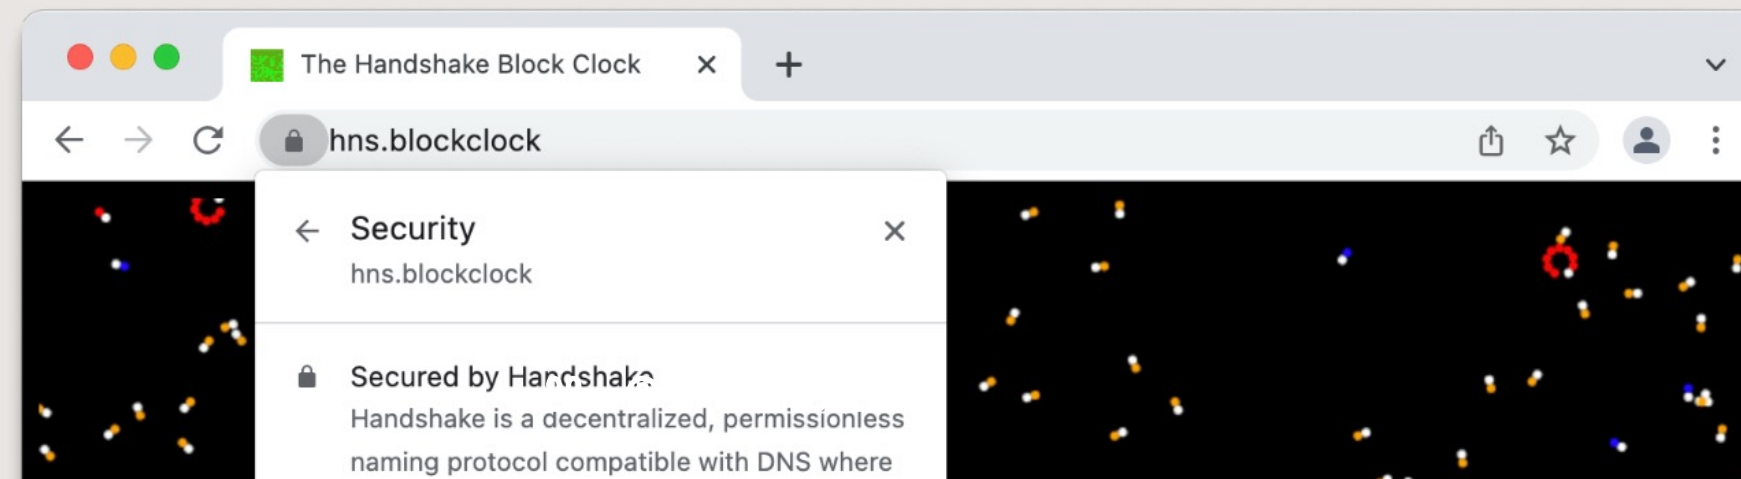 The Handshake Block Clock
hns.blockclock
Security
hns.blockclock
Secured by Handshake
Handshake is a decentralized, permissionless
naming protocol compatible with DNS where